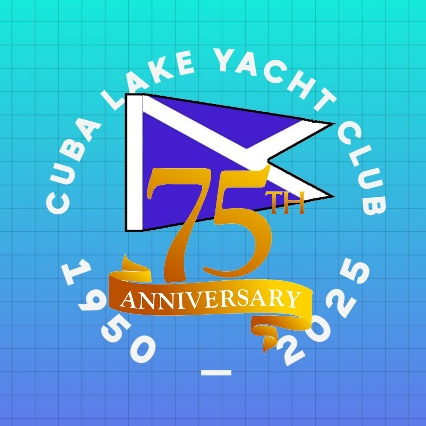 CUBA LAKE YACHT CLUB
75TH
ANNIVERSARY
1950 — 2025